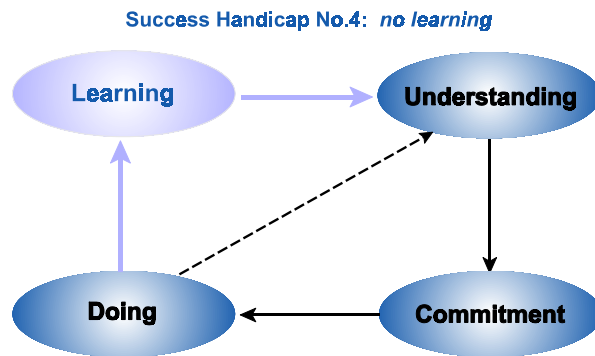 Success Handicap No.4: no learning
Learning
Understanding
Doing
Commitment